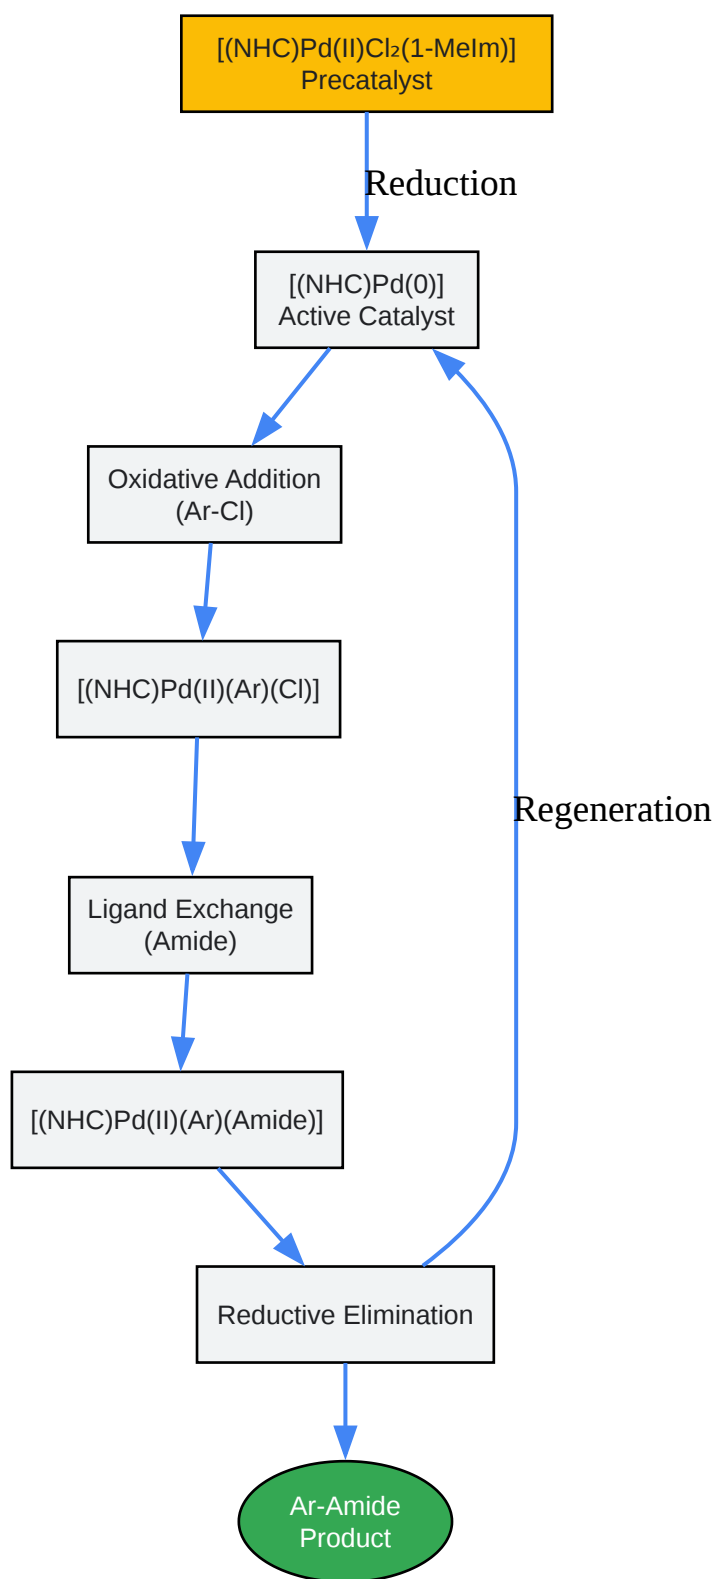 [(NHC)Pd(II)Cl₂(1-MeIm)]
Precatalyst
Reduction
[(NHC)Pd(0)]
Active Catalyst
Oxidative Addition
(Ar-Cl)
[(NHC)Pd(II)(Ar)(Cl)]
Regeneration
Ligand Exchange
(Amide)
[(NHC)Pd(II)(Ar)(Amide)]
Reductive Elimination
Ar-Amide
Product